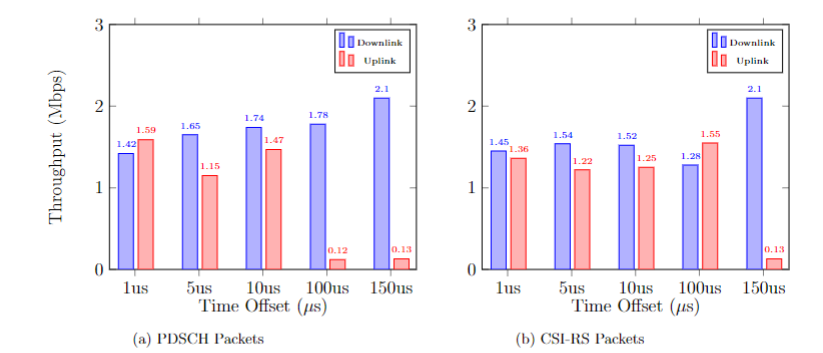 Throughput (Mbps)
3
2
1
0
Downlink
Uplink
1.42
1.59
1.65
1.15
1.74
1.47
1.78
0.12
2.1
0.13
1us 5us 10us 100us 150us
Time Offset (μs)
(a) PDSCH Packets
3
2
1
0
Downlink
Uplink
1.45
1.36
1.54
1.22
1.52
1.25
1.28
1.55
2.1
0.13
1us 5us 10us 100us 150us
Time Offset (μs)
(b) CSI-RS Packets